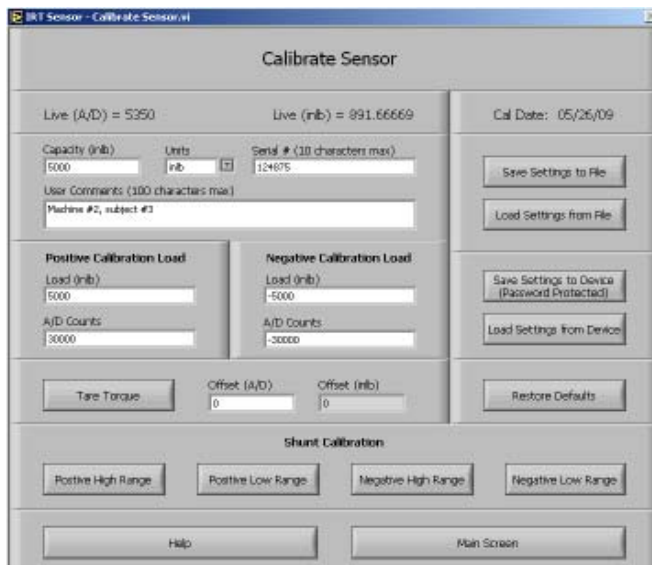 IRT Sensor - Calibrate Sensor.vi
Calibrate Sensor
Live (A/D) = 5350
Live (inlb) = 891.66669
Cal Date: 05/26/09
Capacity (inlb)
Units
Serial # (10 characters max)
5000
inlb
124875
User Comments (100 characters max)
Machine #2, subject #3
Save Settings to File
Load Settings from File
Positive Calibration Load
Negative Calibration Load
Load (inlb)
Load (inlb)
5000
-5000
A/D Counts
A/D Counts
30000
-30000
Save Settings to Device
(Password Protected)
Load Settings from Device
Tare Torque
Offset (A/D)
Offset (inlb)
0
0
Restore Defaults
Shunt Calibration
Positive High Range
Positive Low Range
Negative High Range
Negative Low Range
Help
Main Screen